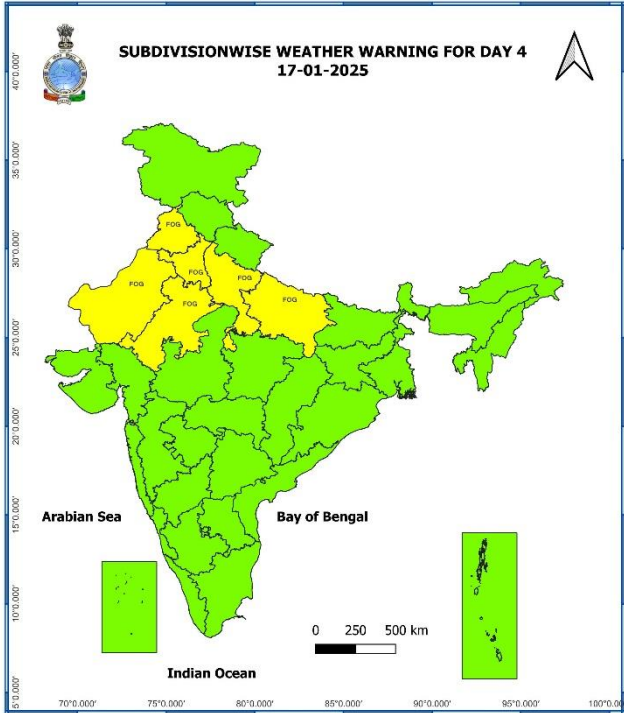 SUBDIVISIONWISE WEATHER WARNING FOR DAY 4
17-01-2025
40°0.000'
35°0.000'
30°0.000'
25°0.000'
20°0.000'
15°0.000'
10°0.000'
5°0.000'
FOG
FOG
FOG
FOG
FOG
FOG
Arabian Sea
Bay of Bengal
0 250 500 km
Indian Ocean
70°0.000' 75°0.000' 80°0.000' 85°0.000' 90°0.000' 95°0.000' 100°0.00